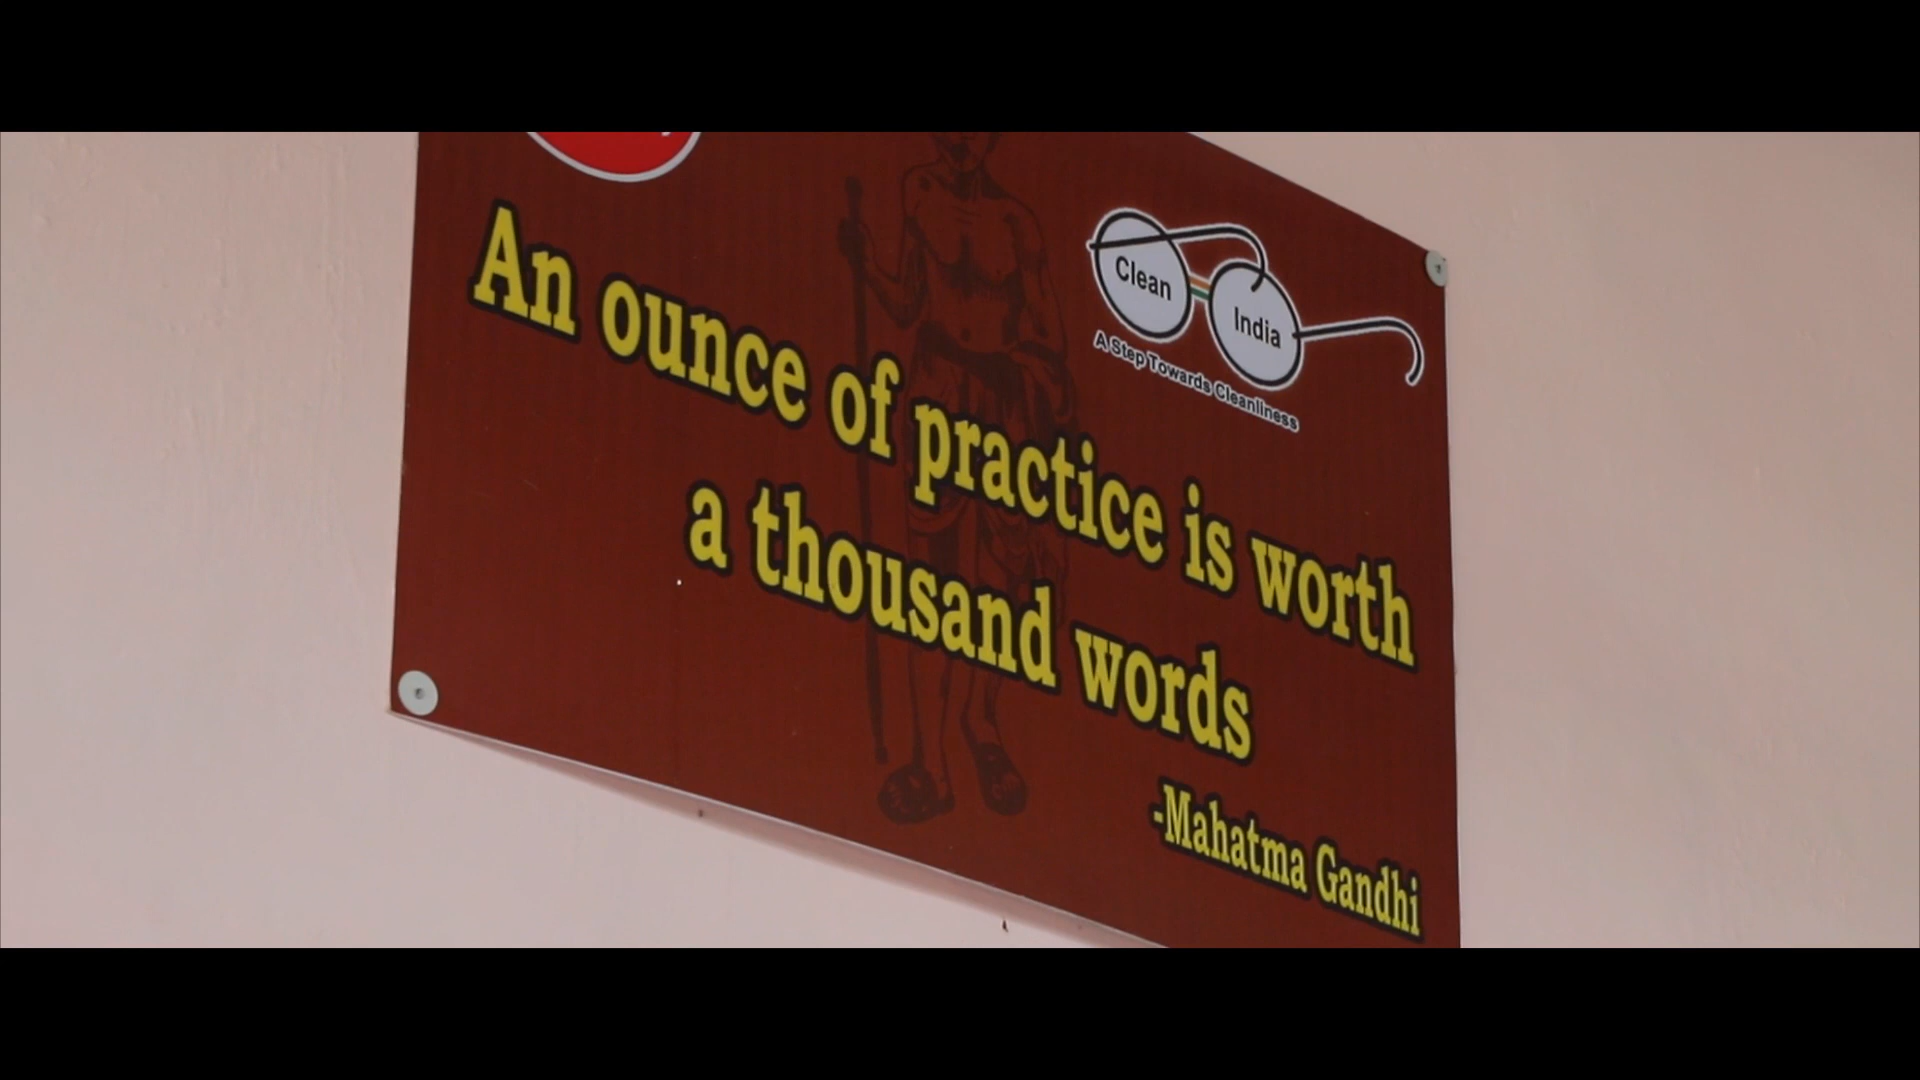 An ounce of practice is worth
a thousand words
-Mahatma Gandhi
Clean India
A Step Towards Cleanliness